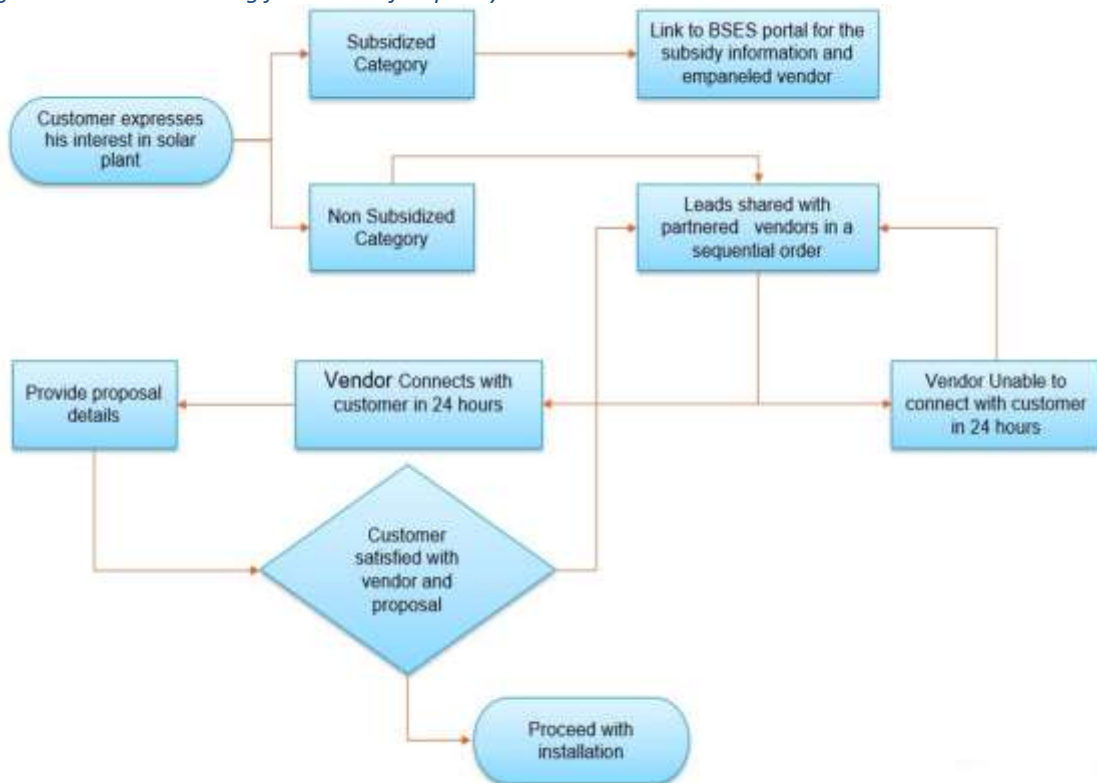 Subsidized
Category
Link to BSES portal for the
subsidy information and
empaneled vendor
Customer expresses
his interest in solar
plant
Non Subsidized
Category
Leads shared with
partnered vendors in a
sequential order
Provide proposal
details
Vendor Connects with
customer in 24 hours
Vendor Unable to
connect with customer
in 24 hours
Customer
satisfied with
vendor and
proposal
Proceed with
installation